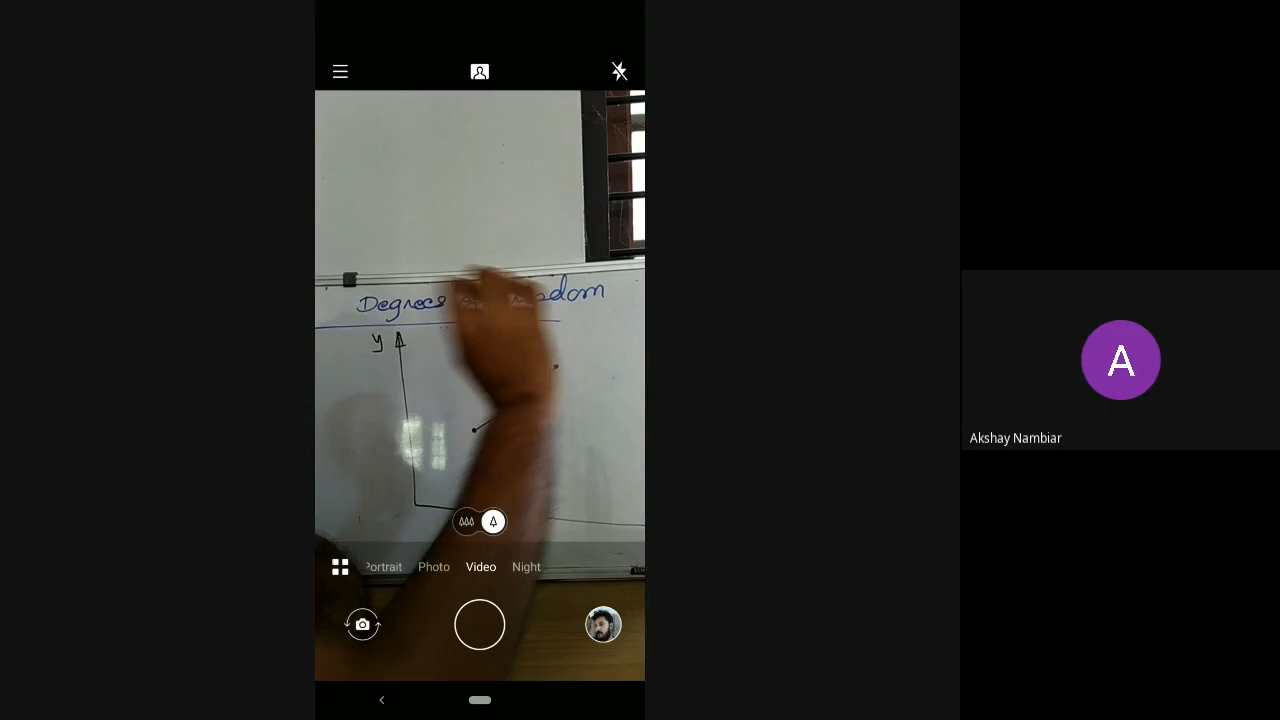 Degrees
y
Portrait Photo Video Night
A
Akshay Nambiar